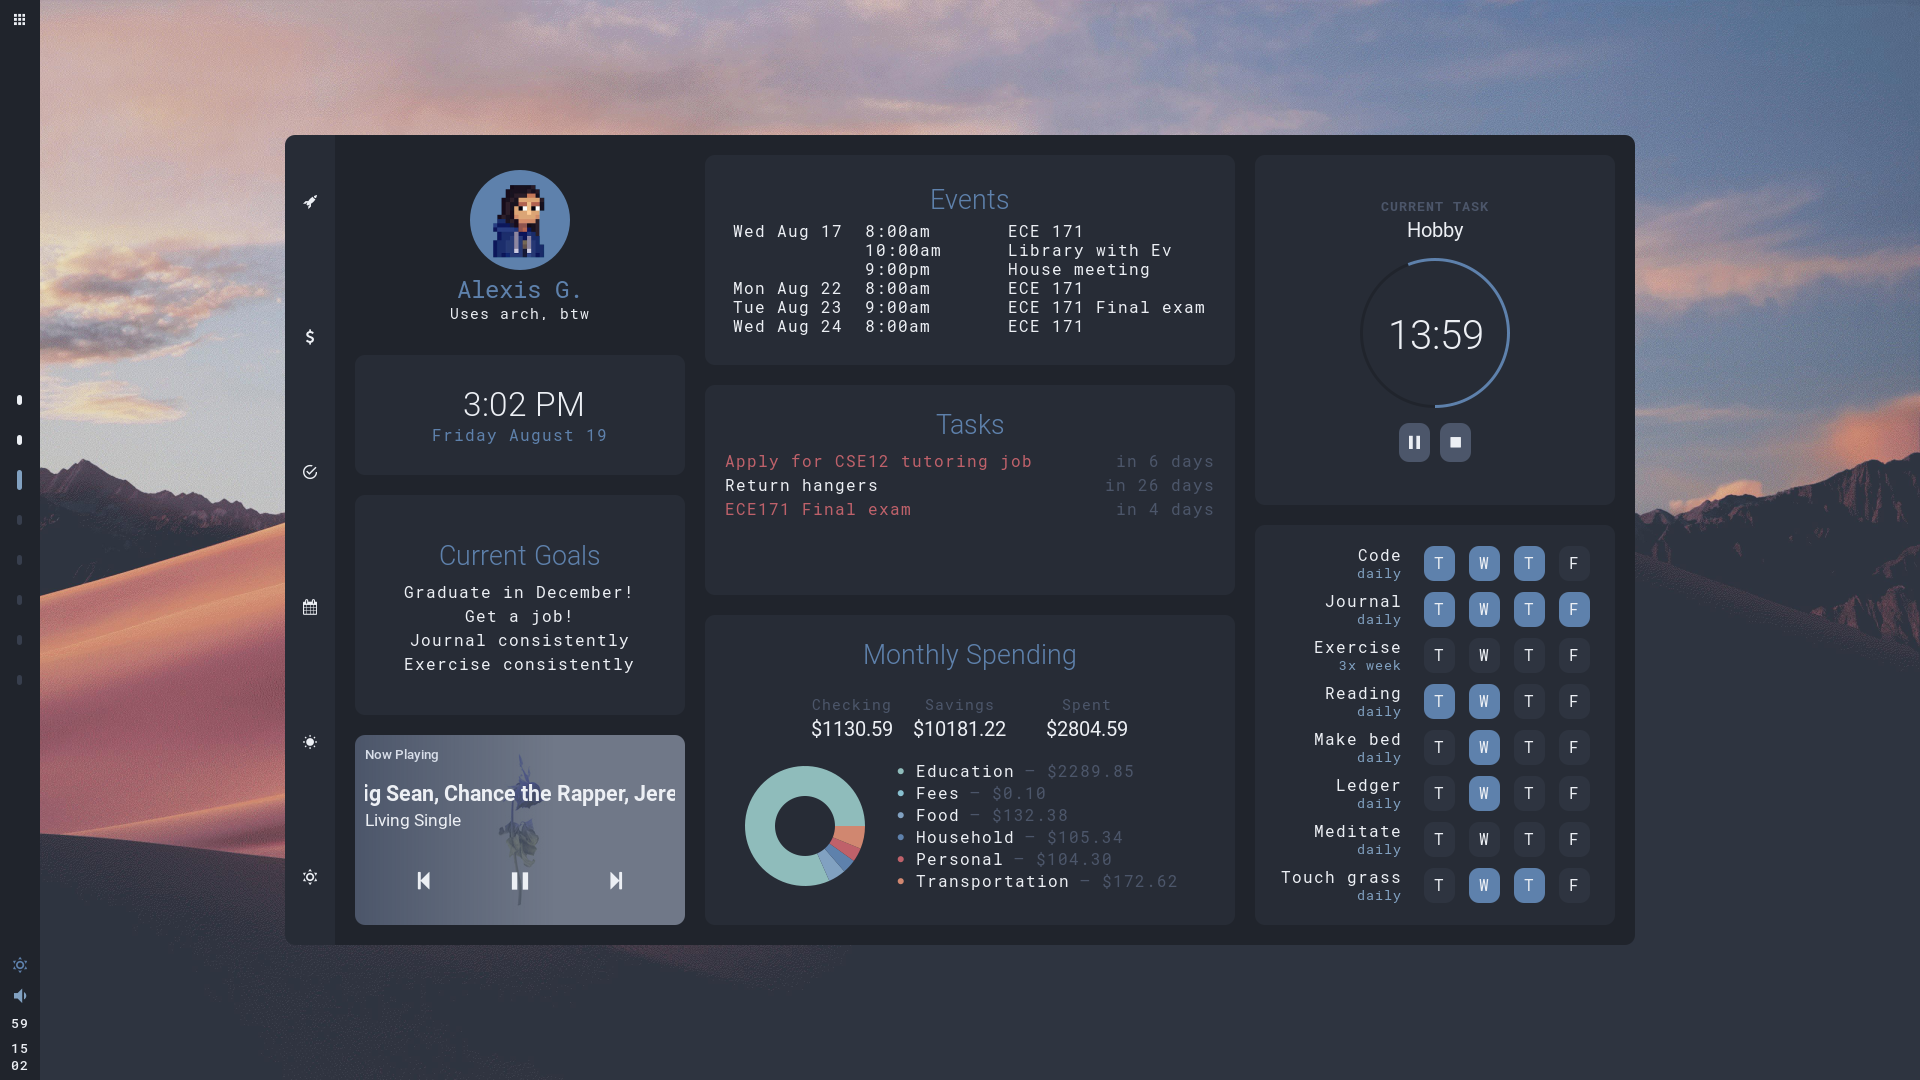 Alexis G.
Uses arch, btw
3:02 PM
Friday August 19
Current Goals
Graduate in December!
Get a job!
Journal consistently
Exercise consistently
Now Playing
ig Sean, Chance the Rapper, Jere
Living Single
Events
Wed Aug 17 8:00am ECE 171
10:00am Library with Ev
9:00pm House meeting
Mon Aug 22 8:00am ECE 171
Tue Aug 23 9:00am ECE 171 Final exam
Wed Aug 24 8:00am ECE 171
Tasks
Apply for CSE12 tutoring job in 6 days
Return hangers in 26 days
ECE171 Final exam in 4 days
Monthly Spending
Checking Savings Spent
$1130.59 $10181.22 $2804.59
• Education — $2289.85
• Fees — $0.10
• Food — $132.38
• Household — $105.34
• Personal — $104.30
• Transportation — $172.62
CURRENT TASK
Hobby
13:59
Code T W T F
daily
Journal T W T F
daily
Exercise T W T F
3x week
Reading T W T F
daily
Make bed T W T F
daily
Ledger T W T F
daily
Meditate T W T F
daily
Touch grass T W T F
daily
59
15
02